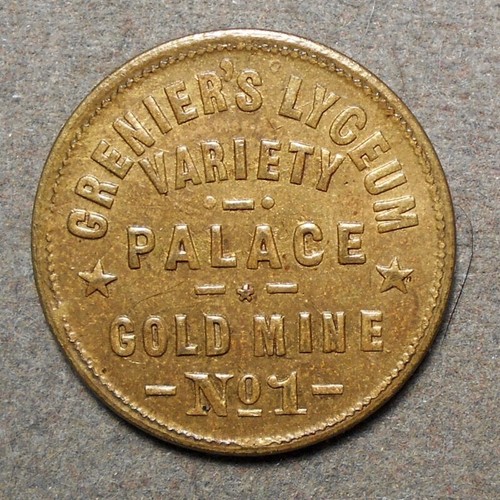 GRENIER'S LYCEUM
VARIETY
PALACE
GOLD MINE
No 1